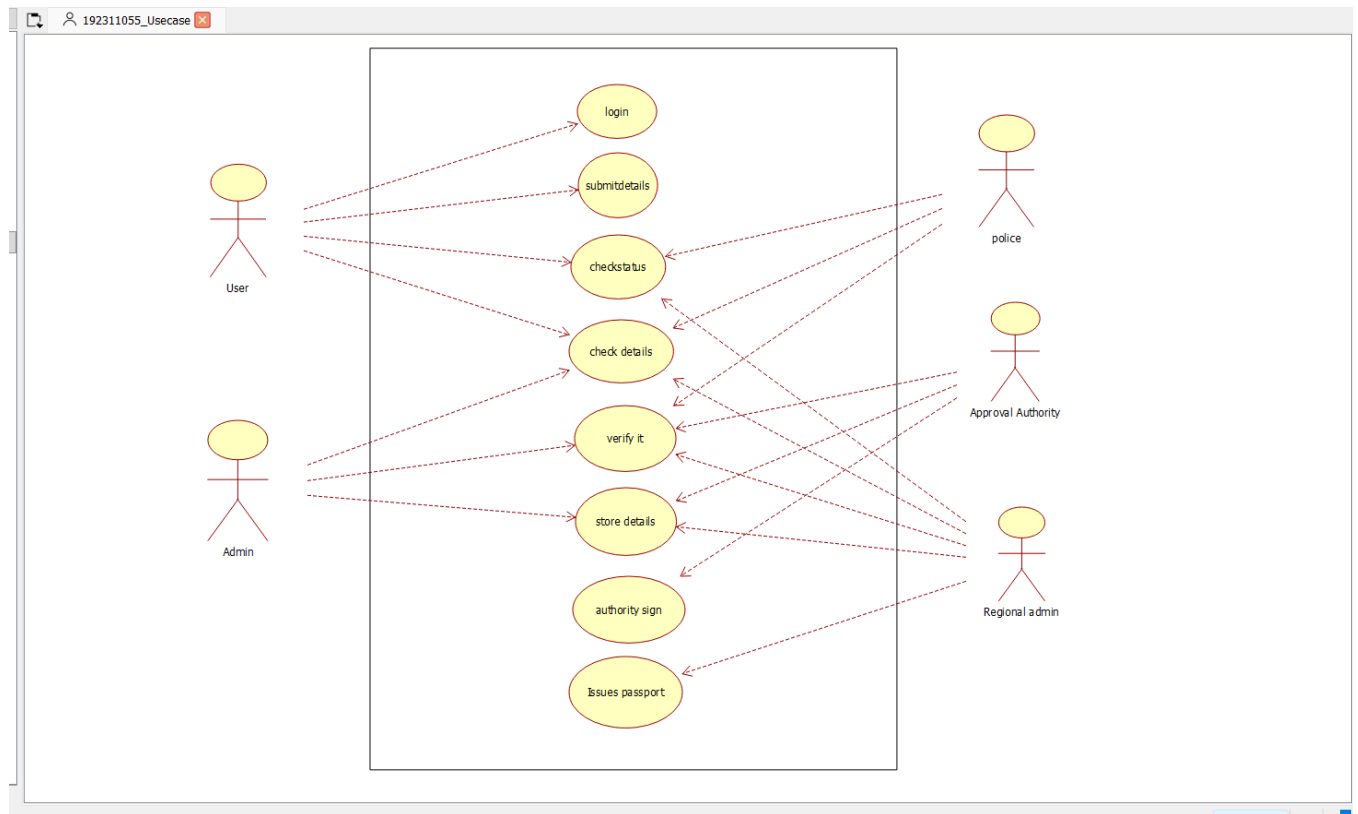 192311055_Usecase
login
submitdetails
checkstatus
check details
verify it
store details
authority sign
Issues passport
User
Admin
police
Approval Authority
Regional admin